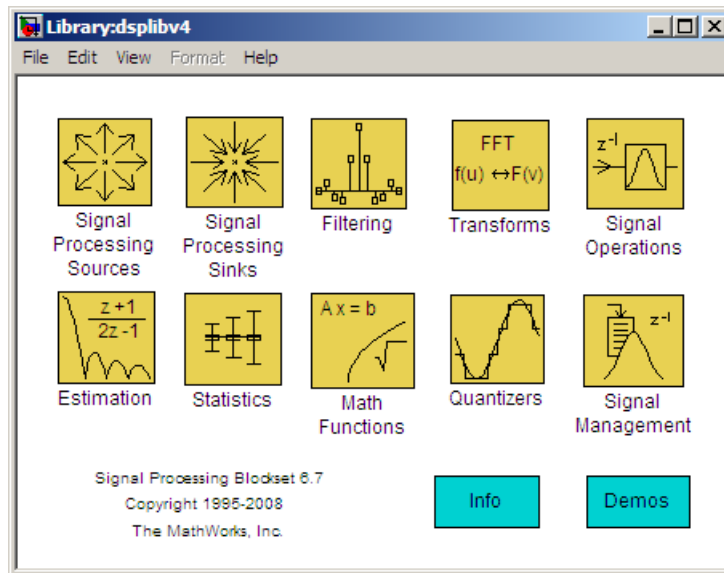 Library:dsplibv4
File Edit View Format Help
FFT
f(u) ↔F(v)
z-l
Signal
Processing
Sources
Signal
Processing
Sinks
Filtering
Transforms
Signal
Operations
z +1
2z -1
A x = b
z-l
Estimation
Statistics
Math
Functions
Quantizers
Signal
Management
Signal Processing Blockset 6.7
Copyright 1995-2008
The MathWorks, Inc.
Info
Demos